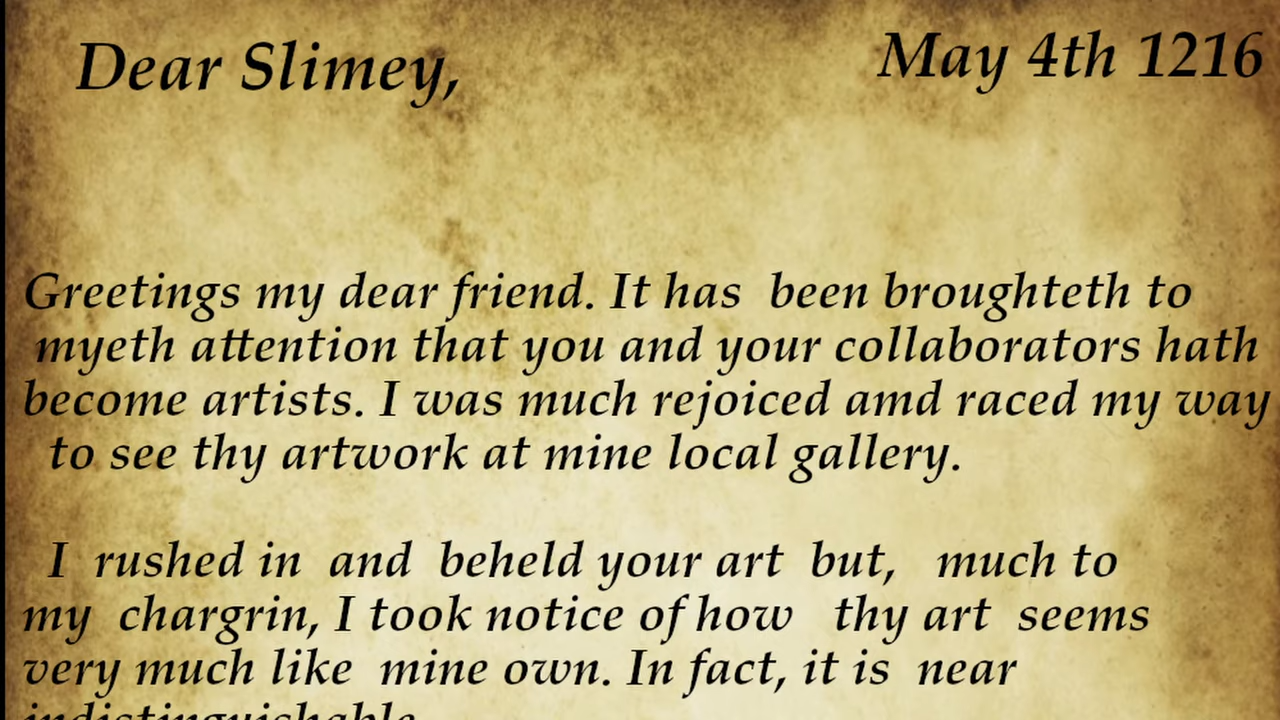 Dear Slimey,
May 4th 1216
Greetings my dear friend. It has been broughteth to
myeth attention that you and your collaborators hath
become artists. I was much rejoiced amd raced my way
to see thy artwork at mine local gallery.
I rushed in and beheld your art but, much to
my chargrin, I took notice of how thy art seems
very much like mine own. In fact, it is near
indistinguishable